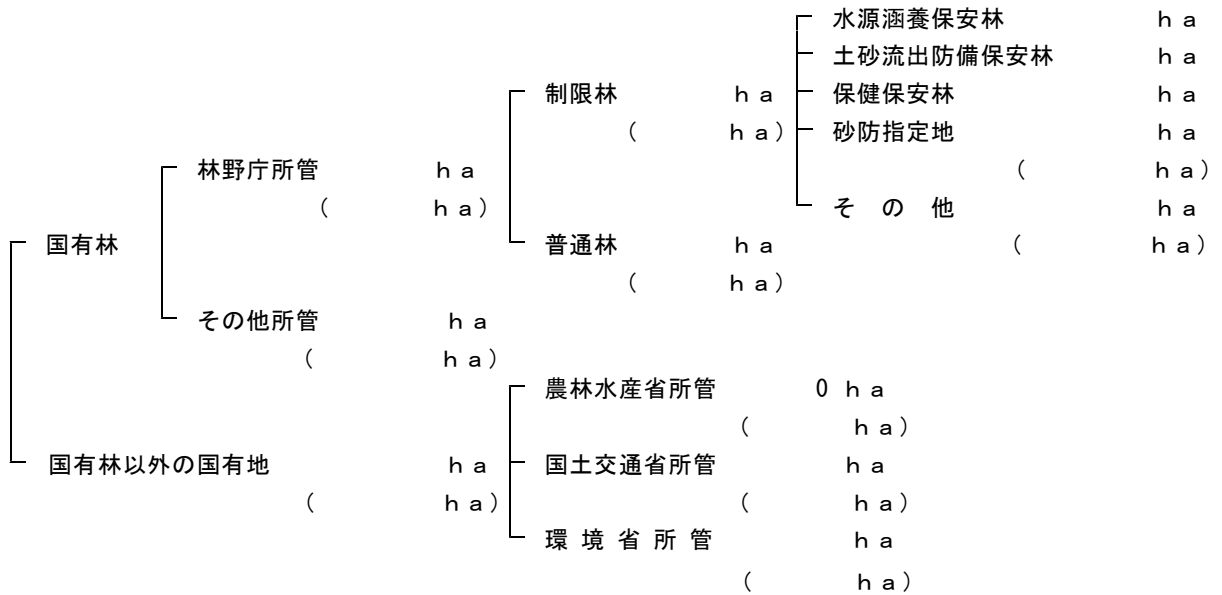 水源涵養保安林 ｈａ
土砂流出防備保安林 ｈａ
制限林 ｈａ 保健保安林 ｈａ
（ ｈａ） 砂防指定地 ｈａ
林野庁所管 ｈａ （ ｈａ）
（ ｈａ） そ の 他 ｈａ
国有林 普通林 ｈａ （ ｈａ）
（ ｈａ）
その他所管 ｈａ
（ ｈａ）
農林水産省所管 0 ｈａ
（ ｈａ）
国有林以外の国有地 ｈａ 国土交通省所管 ｈａ
（ ｈａ） （ ｈａ）
環 境 省 所 管 ｈａ
（ ｈａ）